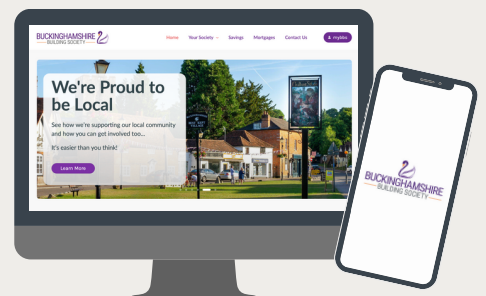 BUCKINGHAMSHIRE
BUILDING SOCIETY
Home Your Society Savings Mortgages Contact Us mybbs
We're Proud to
be Local
See how we're supporting our local community
and how you can get involved too...
It's easier than you think!
Learn More
BUCKINGHAMSHIRE
BUILDING SOCIETY